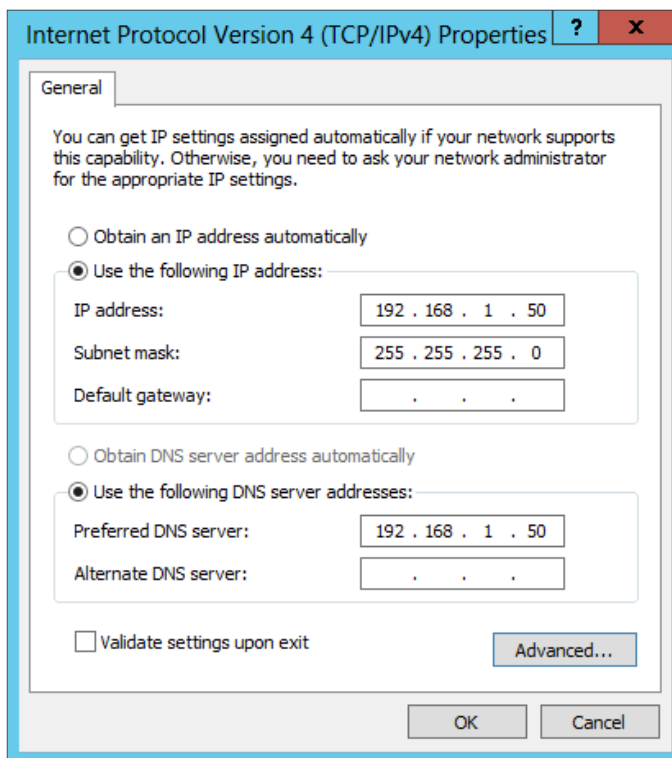 Internet Protocol Version 4 (TCP/IPv4) Properties ? x
General
You can get IP settings assigned automatically if your network supports
this capability. Otherwise, you need to ask your network administrator
for the appropriate IP settings.
Obtain an IP address automatically
Use the following IP address:
IP address: 192 . 168 . 1 . 50
Subnet mask: 255 . 255 . 255 . 0
Default gateway: . . .
Obtain DNS server address automatically
Use the following DNS server addresses:
Preferred DNS server: 192 . 168 . 1 . 50
Alternate DNS server: . . .
Validate settings upon exit
Advanced...
OK Cancel